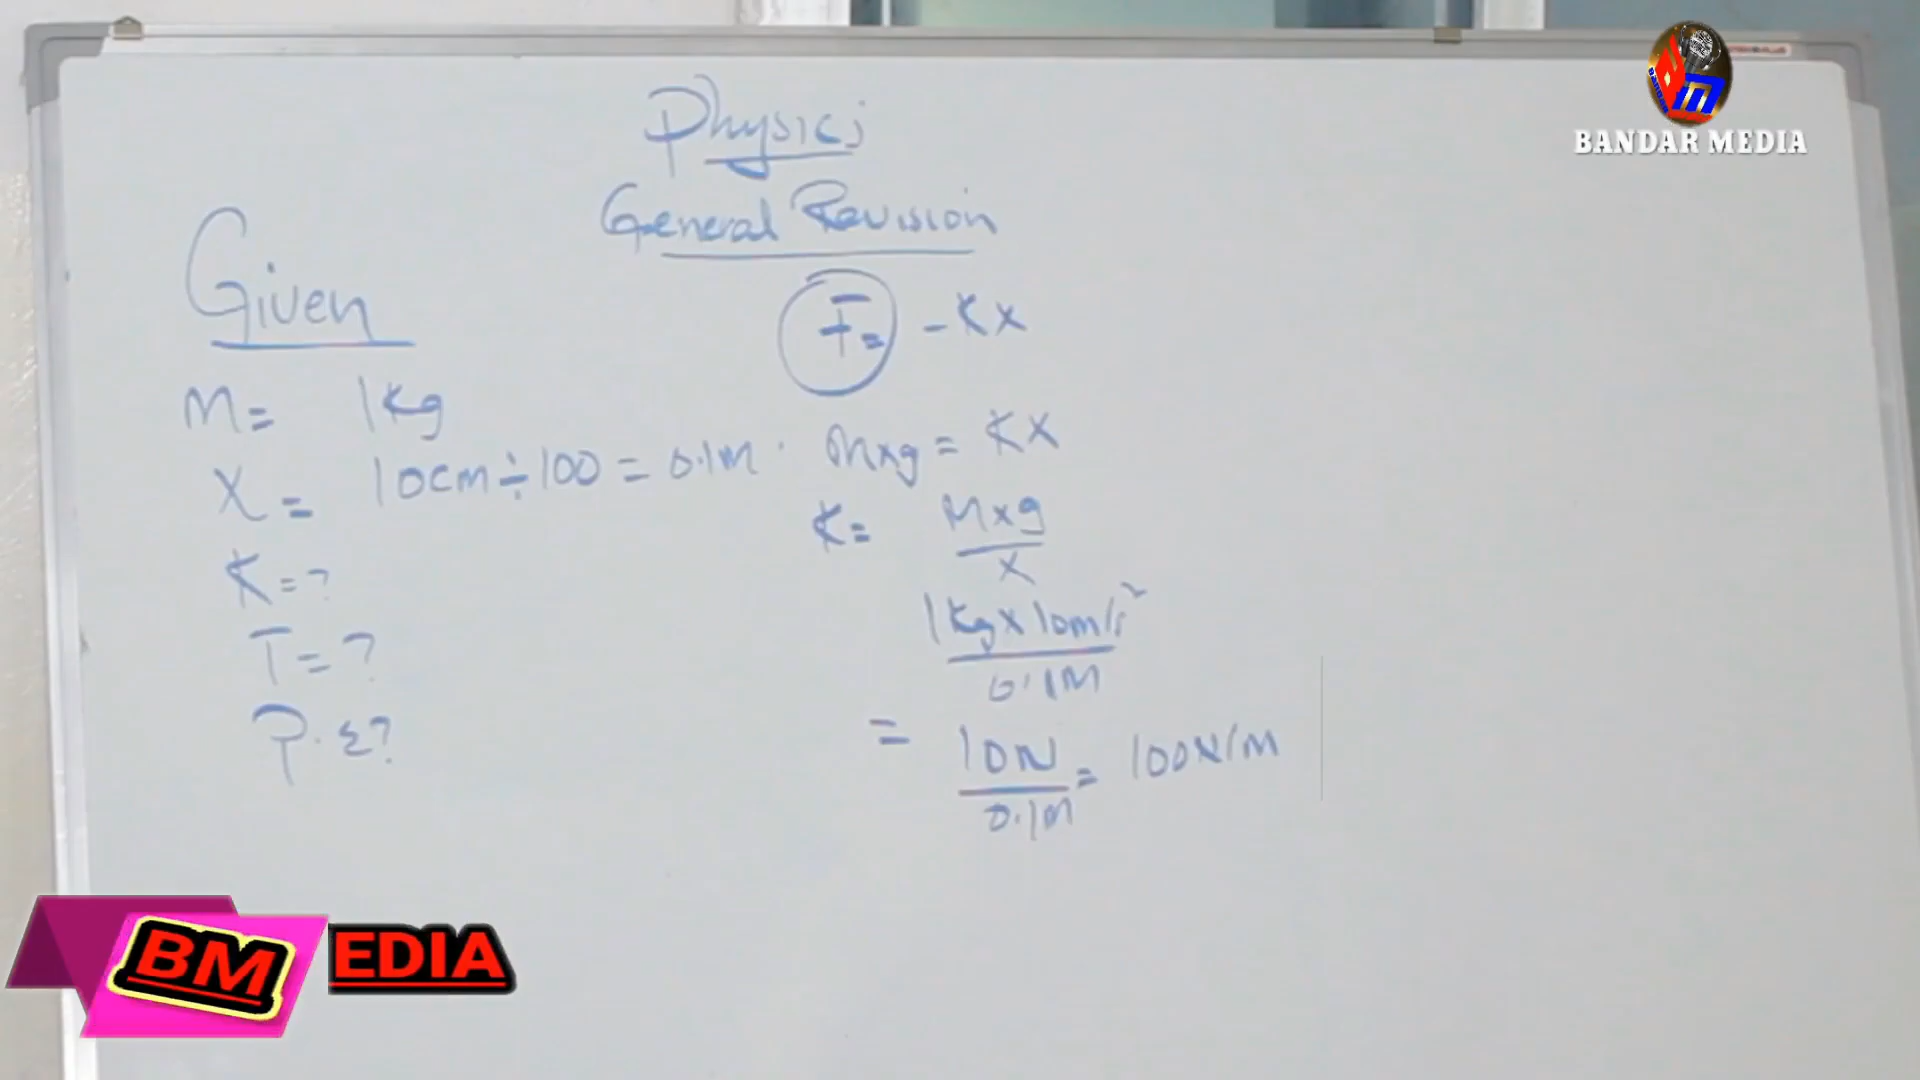 Physics
General Revision
Given
F = - Kx
M = 1Kg
X = 10cm ÷ 100 = 0.1M.
Mxg = Kx
K = ?
K = Mxg / X
T = ?
1Kg x 10m/s²
0.1M
P.E?
= 10N / 0.1M = 100N/M
BANDAR MEDIA
BM EDIA